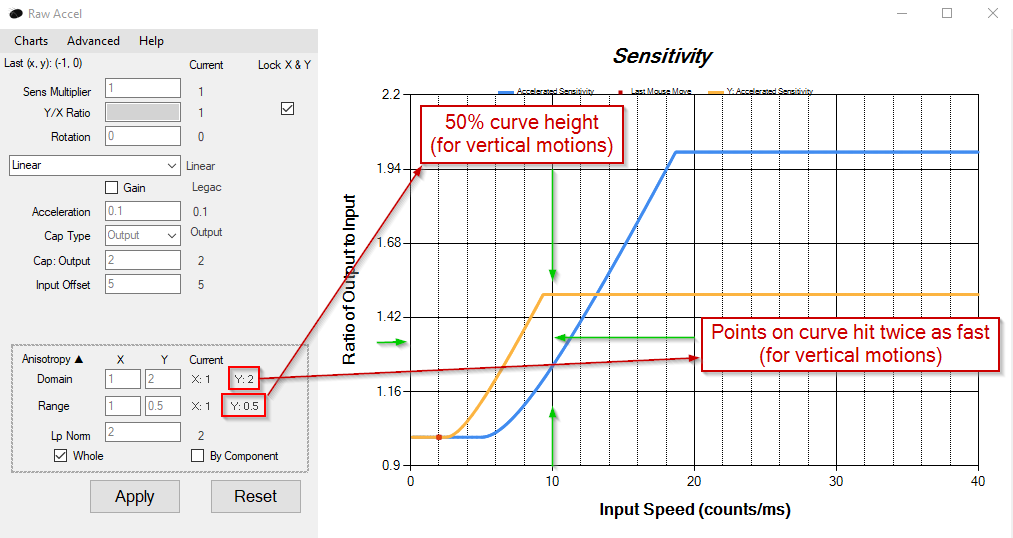 Raw Accel
Charts Advanced Help
Last (x, y): (-1, 0) Current Lock X & Y
Sens Multiplier 1 1
Y/X Ratio 1
Rotation 0 0
Linear Linear
Gain Legac
Acceleration 0.1 0.1
Cap Type Output Output
Cap: Output 2 2
Input Offset 5 5
Anisotropy ▲ X Y Current
Domain 1 2 X: 1 Y: 2
Range 1 0.5 X: 1 Y: 0.5
Lp Norm 2 2
Whole By Component
Apply Reset
Sensitivity
Accelerated Sensitivity Last Mouse Move Y: Accelerated Sensitivity
50% curve height
(for vertical motions)
Points on curve hit twice as fast
(for vertical motions)
Ratio of Output to Input
2.2
1.94
1.68
1.42
1.16
0.9
0 10 20 30 40
Input Speed (counts/ms)